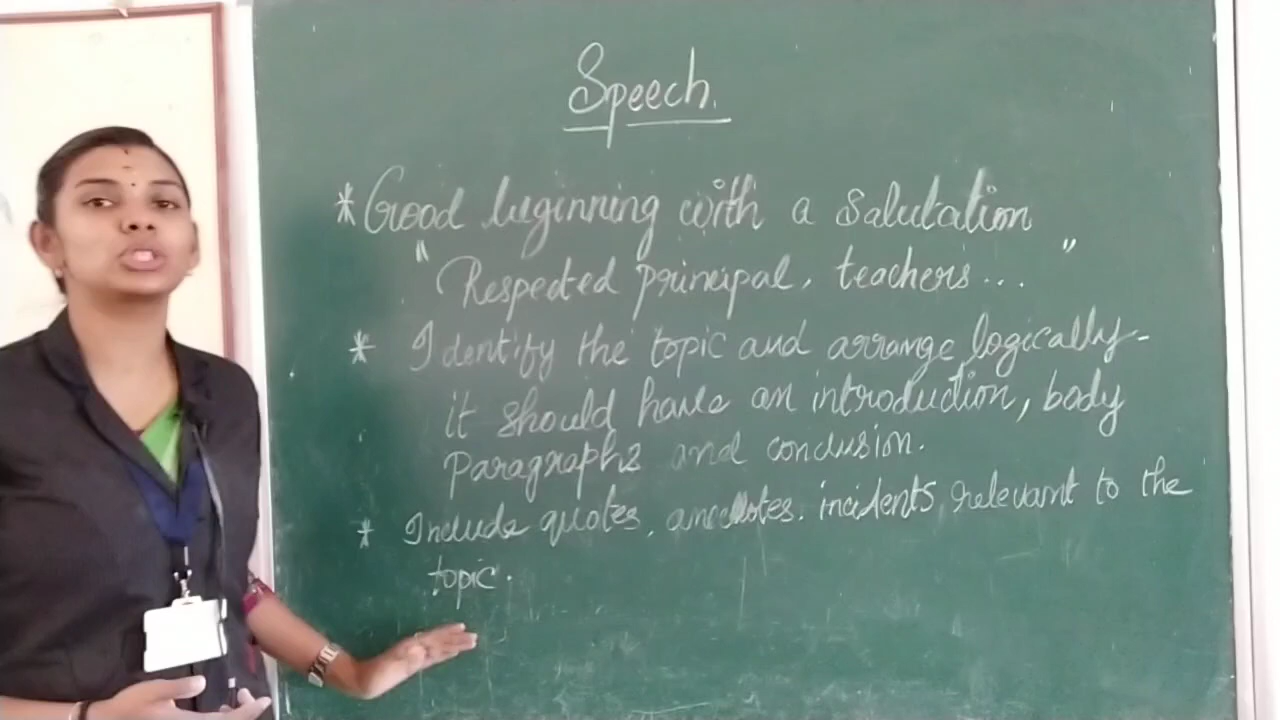 Speech.
* Good beginning with a salutation
" Respected principal, teachers... "
* Identify the topic and arrange logically-
it should have an introduction, body
paragraphs and conclusion.
* Include quotes, anecdotes. incidents, relevant to the
topic.